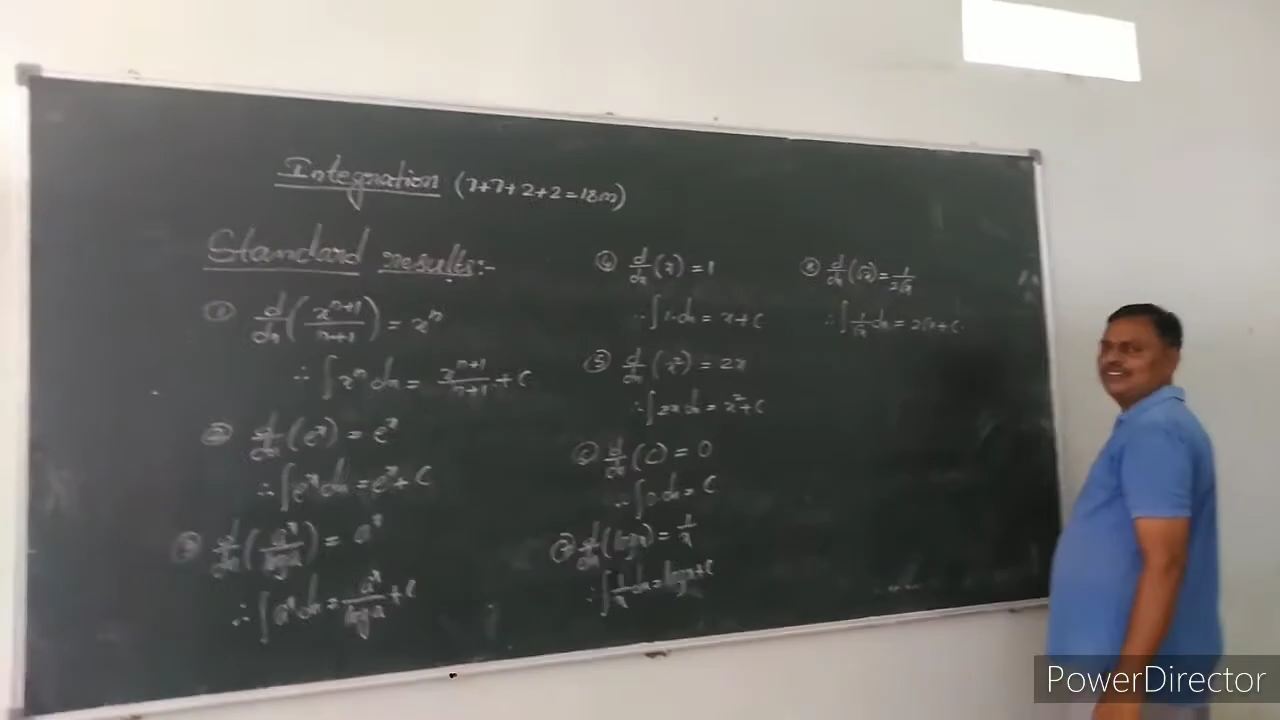 Integration (7+7+2+2=18m)
Standard results:-
① d/dx (x^(n+1)/(n+1)) = x^n
∴ ∫x^n dx = x^(n+1)/(n+1) + C
② d/dx (e^x) = e^x
∴ ∫e^x dx = e^x + C
③ d/dx (a^x/log a) = a^x
∴ ∫a^x dx = a^x/log a + C
④ d/dx (x) = 1
∴ ∫1·dx = x + C
⑤ d/dx (x²) = 2x
∴ ∫2x dx = x² + C
⑥ d/dx (C) = 0
∴ ∫0 dx = C
⑦ d/dx (log x) = 1/x
∴ ∫1/x dx = log x + C
⑧ d/dx (√x) = 1/(2√x)
∴ ∫1/√x dx = 2√x + C
PowerDirector